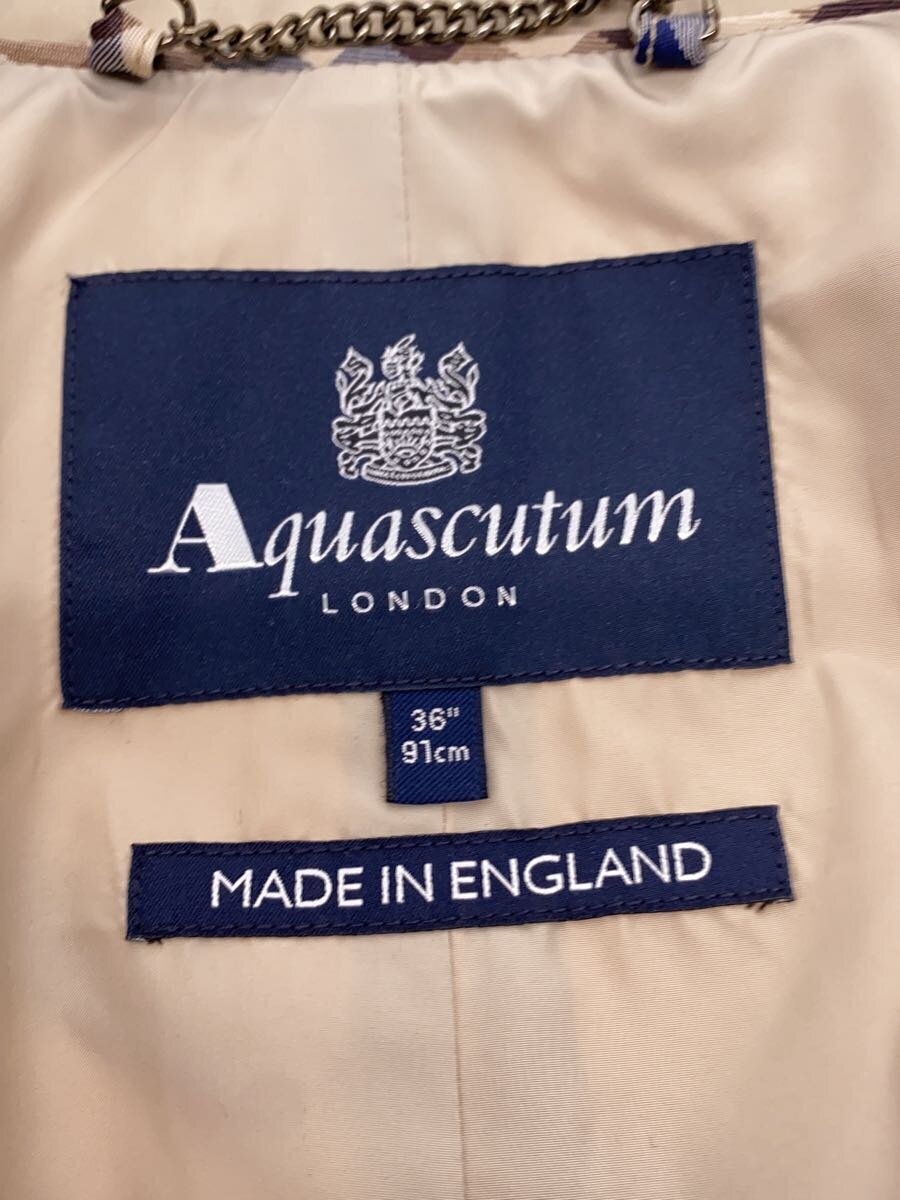 Aquascutum
LONDON
36"
91cm
MADE IN ENGLAND